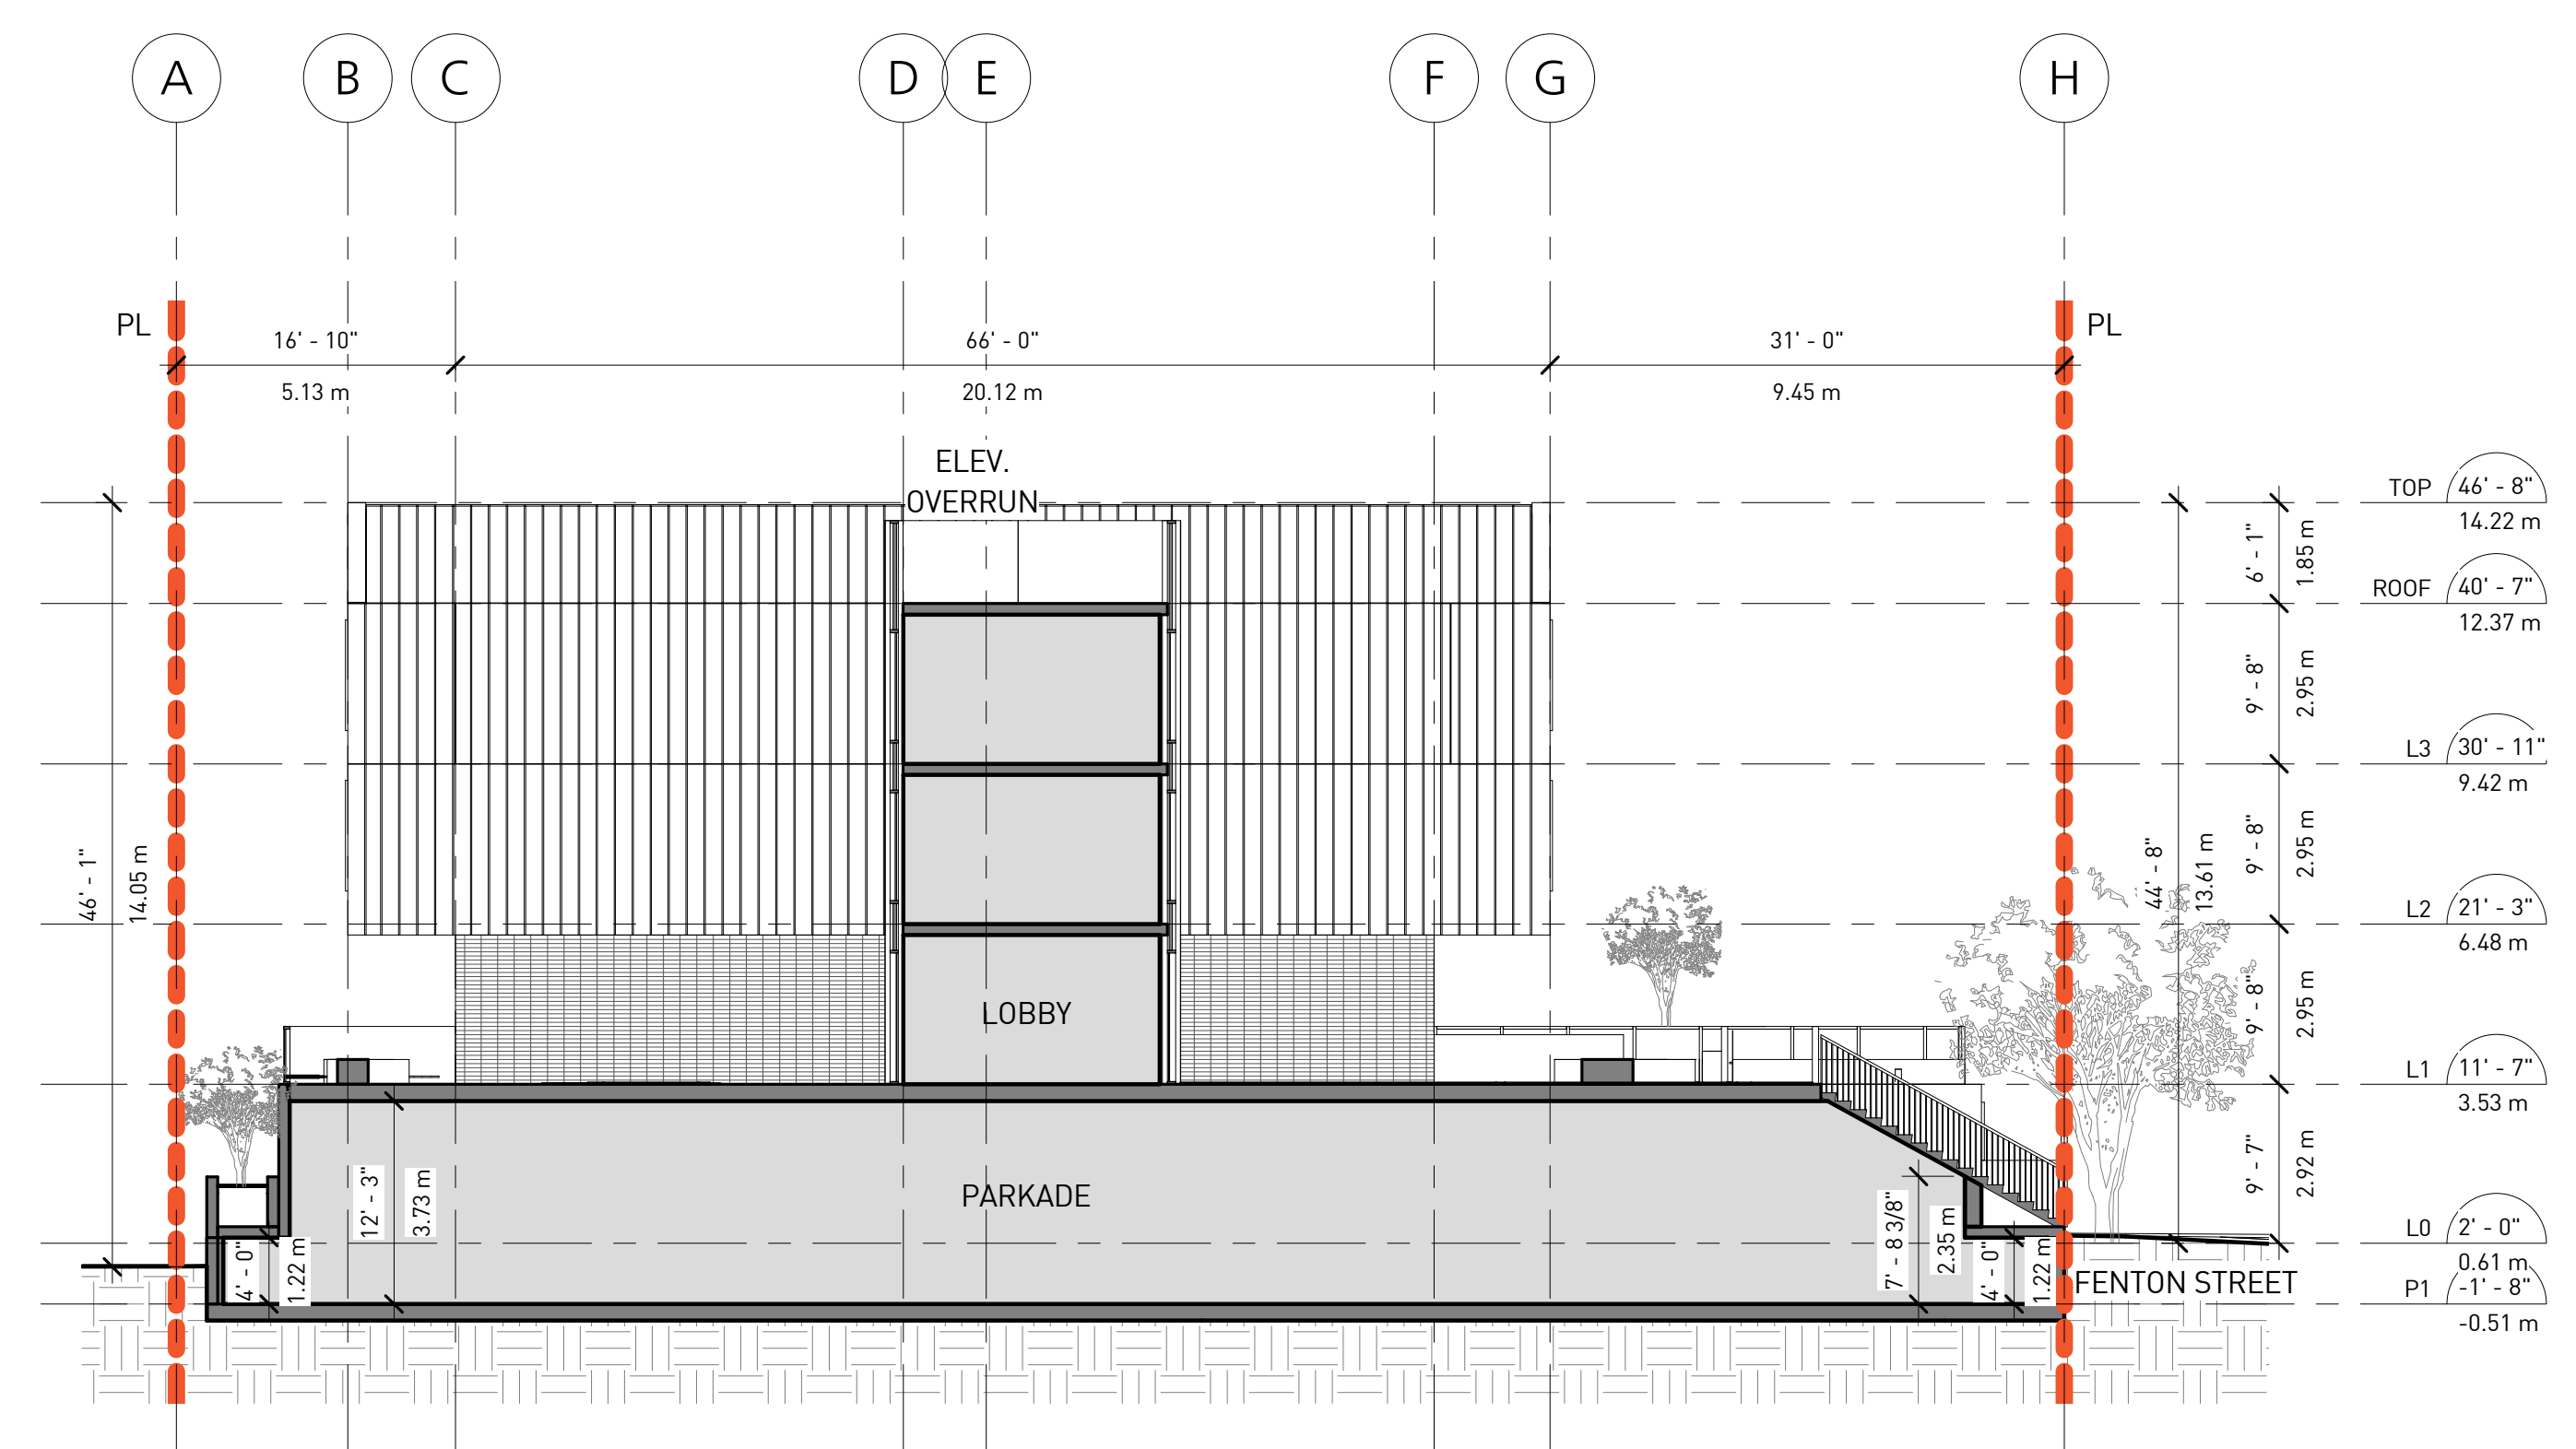 A B C D E F G H
PL
16' - 10"
66' - 0"
31' - 0"
PL
5.13 m
20.12 m
9.45 m
ELEV.
OVERRUN
TOP 46' - 8"
14.22 m
6' - 1"
1.85 m
ROOF 40' - 7"
12.37 m
9' - 8"
2.95 m
L3 30' - 11"
9.42 m
9' - 8"
2.95 m
46' - 1"
14.05 m
44' - 8"
13.61 m
L2 21' - 3"
6.48 m
9' - 8"
2.95 m
LOBBY
L1 11' - 7"
3.53 m
9' - 7"
2.92 m
PARKADE
12' - 3"
3.73 m
7' - 8 3/8"
2.35 m
4' - 0"
1.22 m
4' - 0"
1.22 m
L0 2' - 0"
0.61 m
FENTON STREET
P1 -1' - 8"
-0.51 m